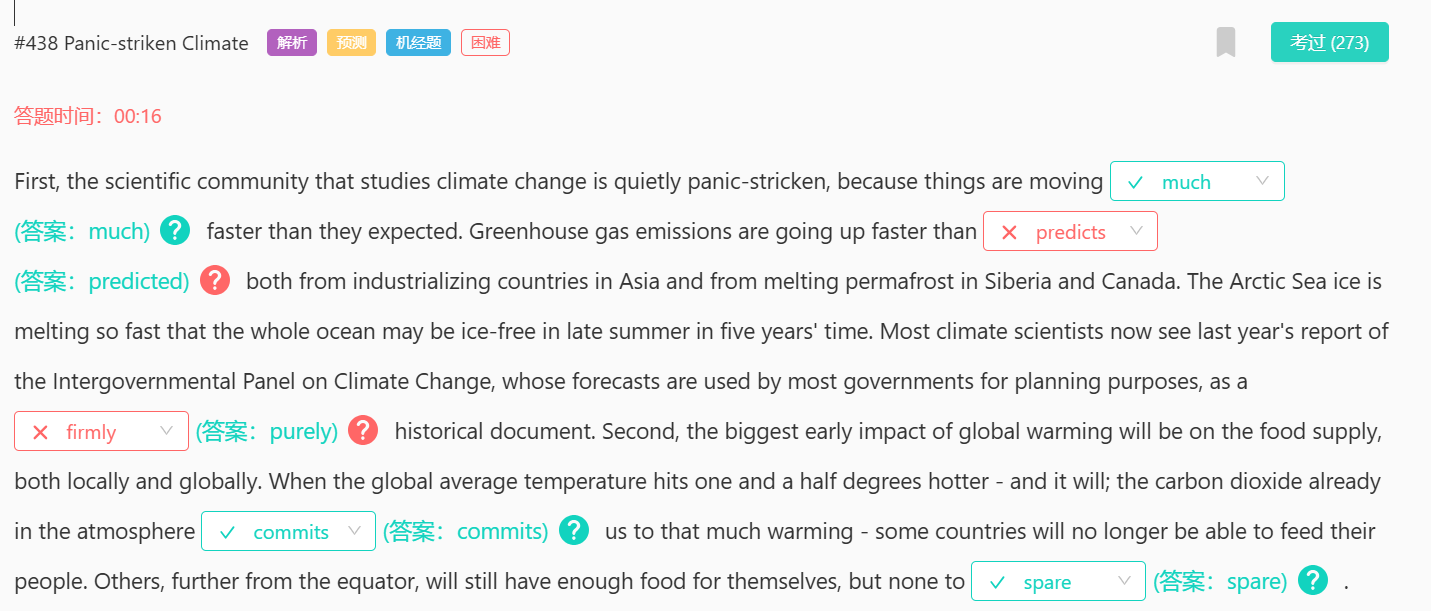 #438 Panic-striken Climate 解析 预测 机经题 困难 考过 (273)
答题时间：00:16
First, the scientific community that studies climate change is quietly panic-stricken, because things are moving ✓ much
(答案：much) ? faster than they expected. Greenhouse gas emissions are going up faster than ✕ predicts
(答案：predicted) ? both from industrializing countries in Asia and from melting permafrost in Siberia and Canada. The Arctic Sea ice is
melting so fast that the whole ocean may be ice-free in late summer in five years' time. Most climate scientists now see last year's report of
the Intergovernmental Panel on Climate Change, whose forecasts are used by most governments for planning purposes, as a
✕ firmly (答案：purely) ? historical document. Second, the biggest early impact of global warming will be on the food supply,
both locally and globally. When the global average temperature hits one and a half degrees hotter - and it will; the carbon dioxide already
in the atmosphere ✓ commits (答案：commits) ? us to that much warming - some countries will no longer be able to feed their
people. Others, further from the equator, will still have enough food for themselves, but none to ✓ spare (答案：spare) ? .